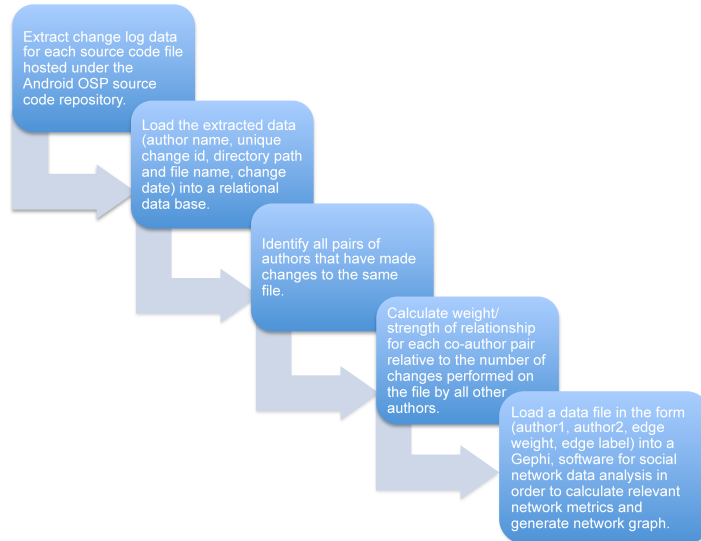 Extract change log data
for each source code file
hosted under the
Android OSP source
code repository.
Load the extracted data
(author name, unique
change id, directory path
and file name, change
date) into a relational
data base.
Identify all pairs of
authors that have made
changes to the same
file.
Calculate weight/
strength of relationship
for each co-author pair
relative to the number of
changes performed on
the file by all other
authors.
Load a data file in the form
(author1, author2, edge
weight, edge label) into a
Gephi, software for social
network data analysis in
order to calculate relevant
network metrics and
generate network graph.